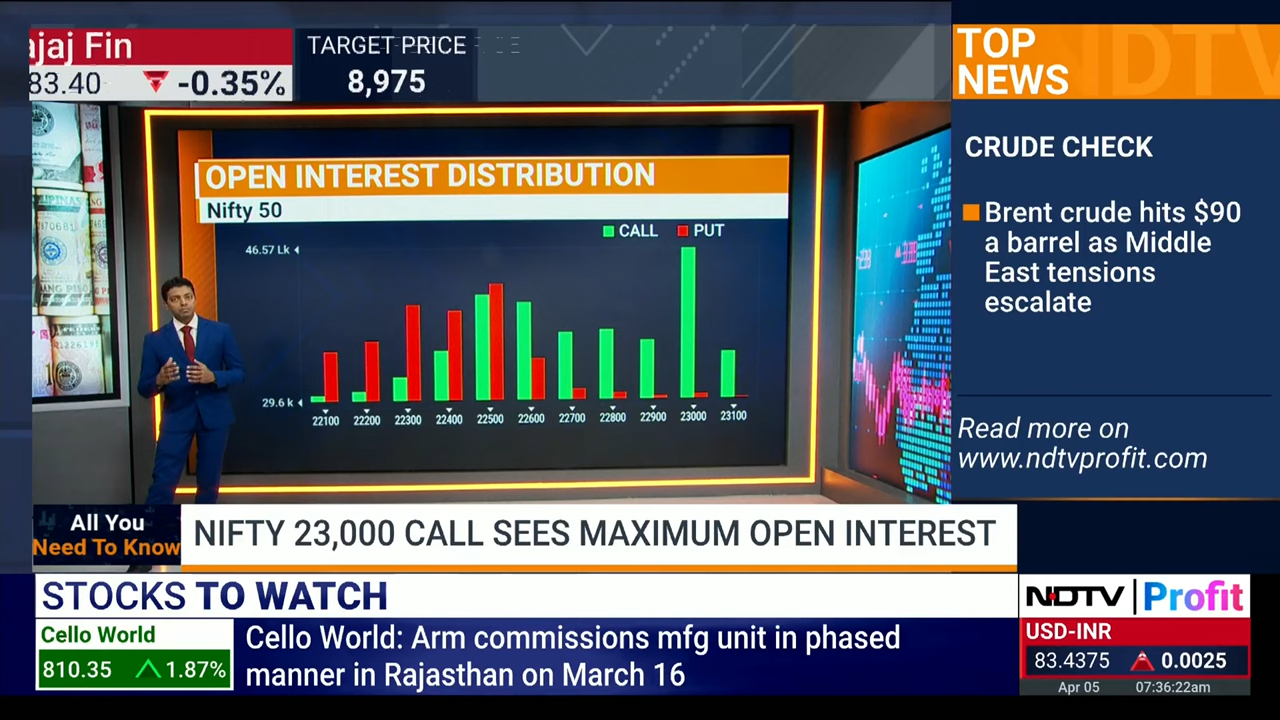 ajaj Fin
83.40 -0.35%
TARGET PRICE
8,975
TOP
NEWS
CRUDE CHECK
Brent crude hits $90
a barrel as Middle
East tensions
escalate
Read more on
www.ndtvprofit.com
OPEN INTEREST DISTRIBUTION
Nifty 50
CALL PUT
46.57 Lk
29.6 k
22100 22200 22300 22400 22500 22600 22700 22800 22900 23000 23100
All You
Need To Know
NIFTY 23,000 CALL SEES MAXIMUM OPEN INTEREST
STOCKS TO WATCH
Cello World
810.35 1.87%
Cello World: Arm commissions mfg unit in phased
manner in Rajasthan on March 16
NDTV Profit
USD-INR
83.4375 0.0025
Apr 05 07:36:22am